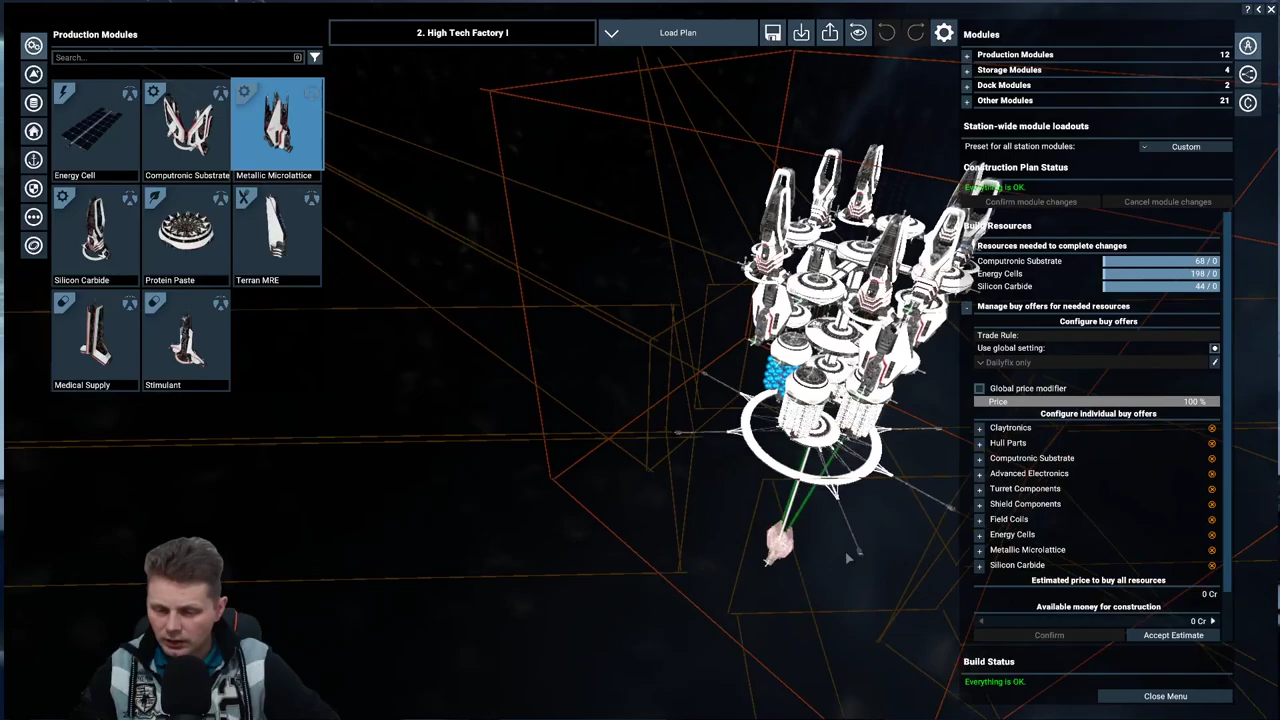 Production Modules
Search...
Energy Cell
Computronic Substrate
Metallic Microlattice
Silicon Carbide
Protein Paste
Terran MRE
Medical Supply
Stimulant
2. High Tech Factory I
Load Plan
Modules
Production Modules 12
Storage Modules 4
Dock Modules 2
Other Modules 21
Station-wide module loadouts
Preset for all station modules: Custom
Construction Plan Status
Everything is OK.
Confirm module changes Cancel module changes
Build Resources
Resources needed to complete changes
Computronic Substrate 68 / 0
Energy Cells 198 / 0
Silicon Carbide 44 / 0
Manage buy offers for needed resources
Configure buy offers
Trade Rule:
Use global setting:
Dailyfix only
Global price modifier
Price 100 %
Configure individual buy offers
Claytronics
Hull Parts
Computronic Substrate
Advanced Electronics
Turret Components
Shield Components
Field Coils
Energy Cells
Metallic Microlattice
Silicon Carbide
Estimated price to buy all resources
0 Cr
Available money for construction
0 Cr
Confirm Accept Estimate
Build Status
Everything is OK.
Close Menu